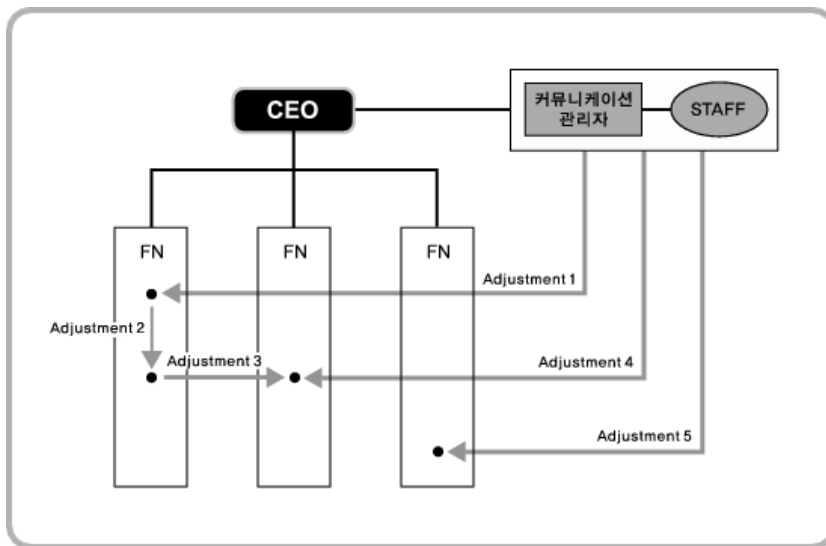 CEO
커뮤니케이션
관리자
STAFF
FN
FN
FN
Adjustment 1
Adjustment 2
Adjustment 3
Adjustment 4
Adjustment 5